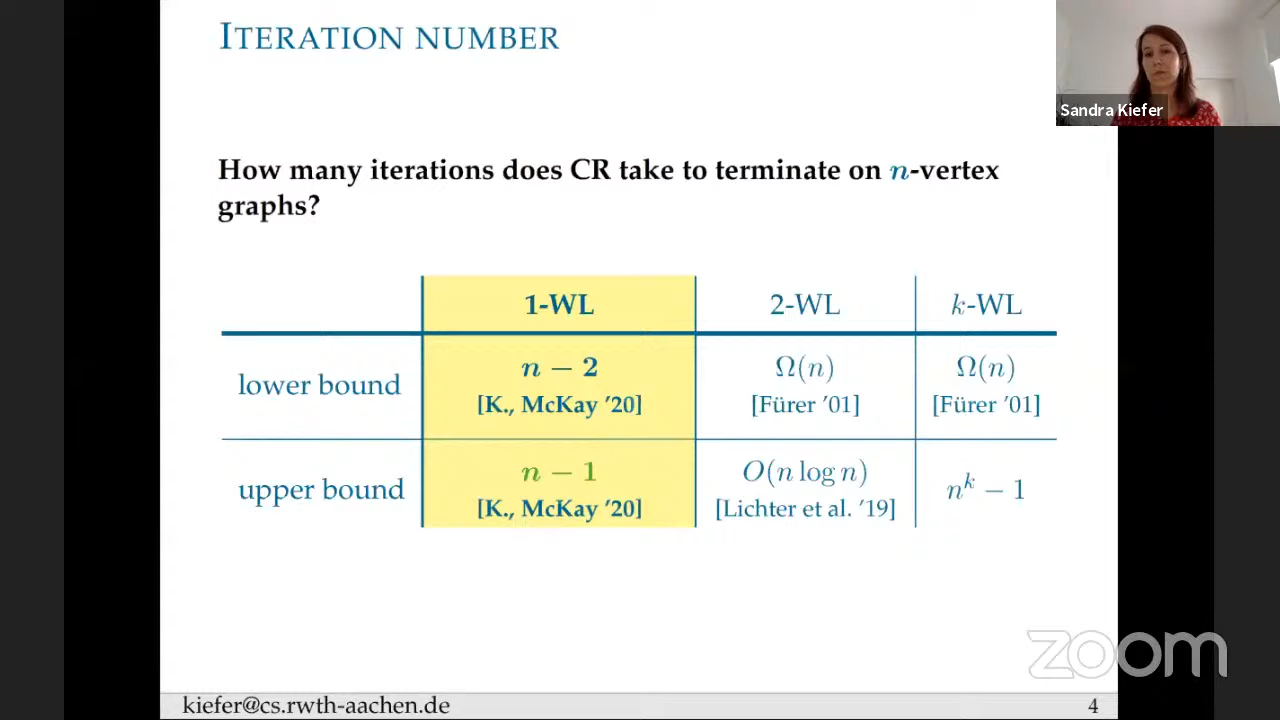 ITERATION NUMBER
Sandra Kiefer
How many iterations does CR take to terminate on n-vertex
graphs?
1-WL 2-WL k-WL
lower bound
n − 2 Ω(n) Ω(n)
[K., McKay '20] [Fürer '01] [Fürer '01]
upper bound
n − 1 O(n log n) n^k − 1
[K., McKay '20] [Lichter et al. '19]
zoom
kiefer@cs.rwth-aachen.de 4